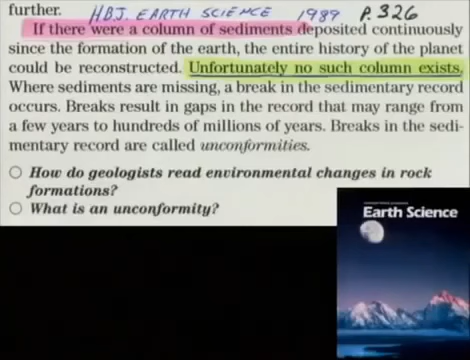 further. HBJ. EARTH SCIENCE 1989 P.326
If there were a column of sediments deposited continuously
since the formation of the earth, the entire history of the planet
could be reconstructed. Unfortunately no such column exists.
Where sediments are missing, a break in the sedimentary record
occurs. Breaks result in gaps in the record that may range from
a few years to hundreds of millions of years. Breaks in the sedi-
mentary record are called unconformities.
○ How do geologists read environmental changes in rock
formations?
○ What is an unconformity?
Earth Science